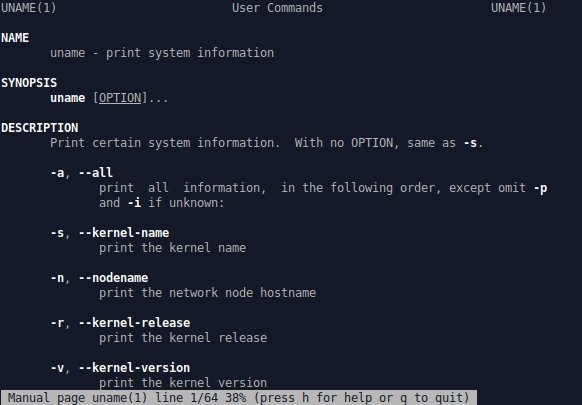 UNAME(1) User Commands UNAME(1)
NAME
uname - print system information
SYNOPSIS
uname [OPTION]...
DESCRIPTION
Print certain system information. With no OPTION, same as -s.
-a, --all
print all information, in the following order, except omit -p
and -i if unknown:
-s, --kernel-name
print the kernel name
-n, --nodename
print the network node hostname
-r, --kernel-release
print the kernel release
-v, --kernel-version
print the kernel version
Manual page uname(1) line 1/64 38% (press h for help or q to quit)